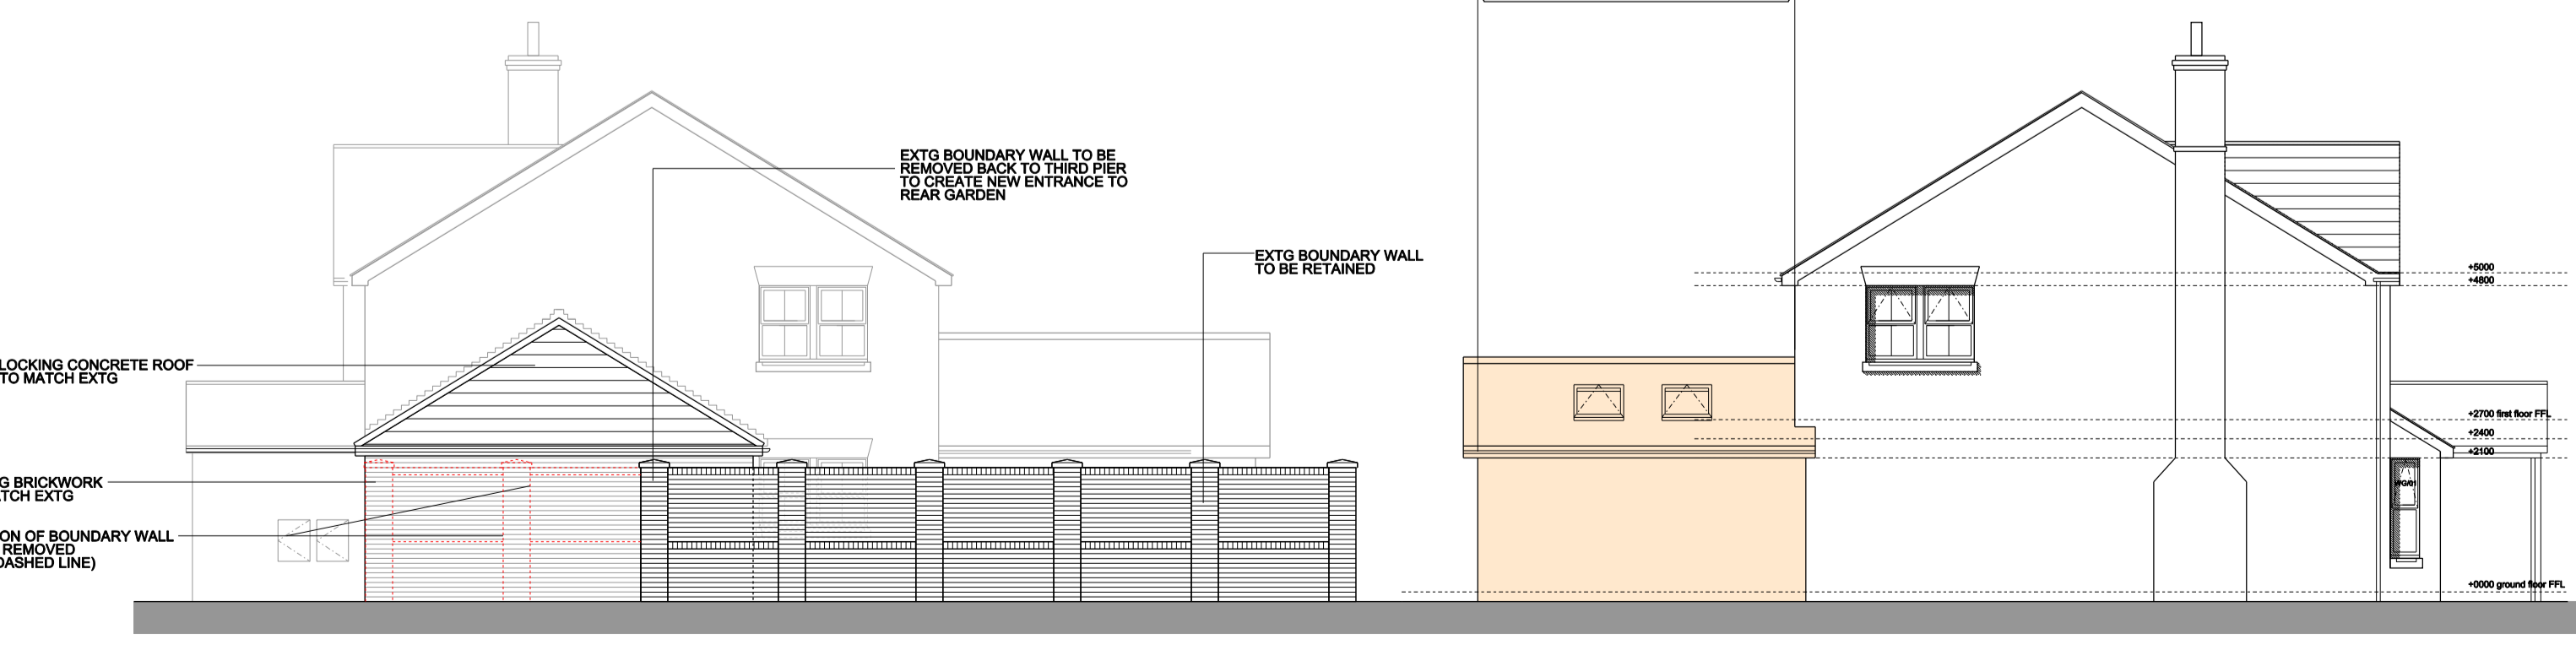 EXTG BOUNDARY WALL TO BE
REMOVED BACK TO THIRD PIER
TO CREATE NEW ENTRANCE TO
REAR GARDEN
EXTG BOUNDARY WALL
TO BE RETAINED
LOCKING CONCRETE ROOF
TO MATCH EXTG
G BRICKWORK
TCH EXTG
ON OF BOUNDARY WALL
REMOVED
DASHED LINE)
+5000
+4800
+2700 first floor FFL
+2400
+2100
WG/01
+0000 ground floor FFL